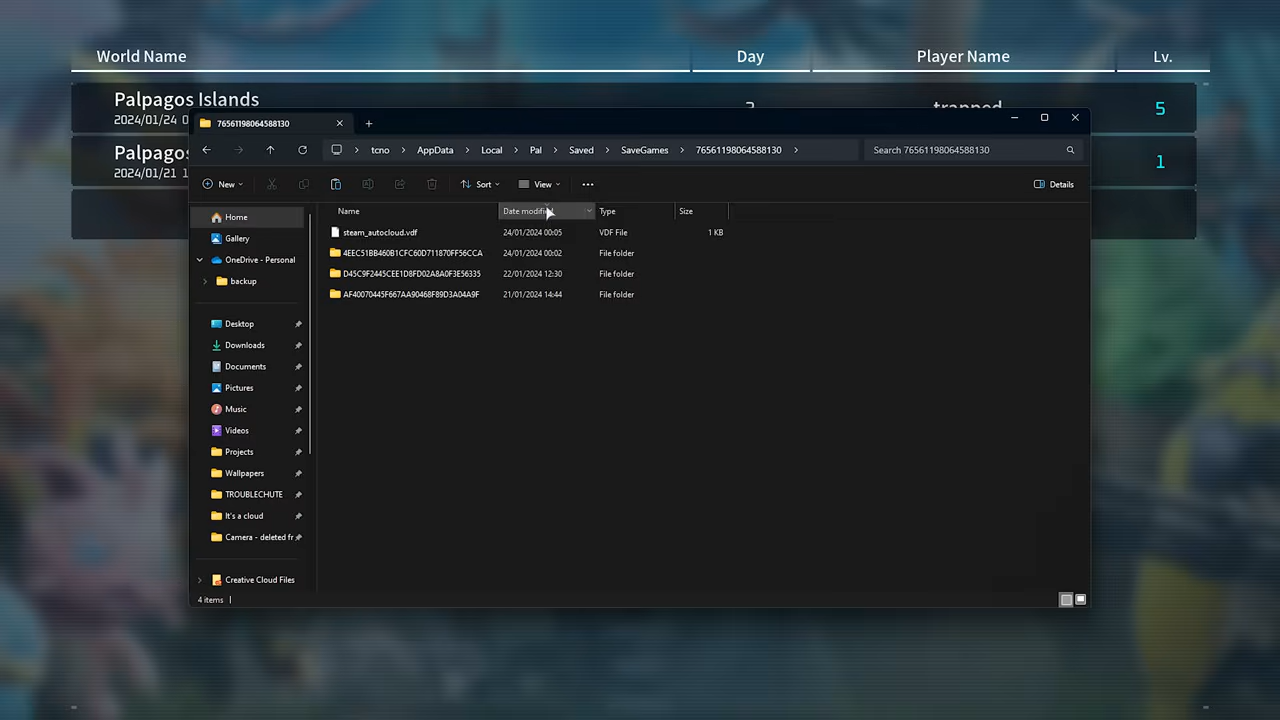 World Name Day Player Name Lv.
Palpagos Islands 5
2024/01/24 0
Palpagos 1
2024/01/21 1
76561198064588130
tcno > AppData > Local > Pal > Saved > SaveGames > 76561198064588130 >
Search 76561198064588130
New
Sort
View
Details
Home
Gallery
OneDrive - Personal
backup
Desktop
Downloads
Documents
Pictures
Music
Videos
Projects
Wallpapers
TROUBLECHUTE
It's a cloud
Camera - deleted fr
Creative Cloud Files
Name Date modifi Type Size
steam_autocloud.vdf 24/01/2024 00:05 VDF File 1 KB
4EEC51BB460B1CFC60D711870FF56CCA 24/01/2024 00:02 File folder
D45C9F2445CEE1D8FD02A8A0F3E56335 22/01/2024 12:30 File folder
AF40070445F667AA90468F89D3A04A9F 21/01/2024 14:44 File folder
4 items